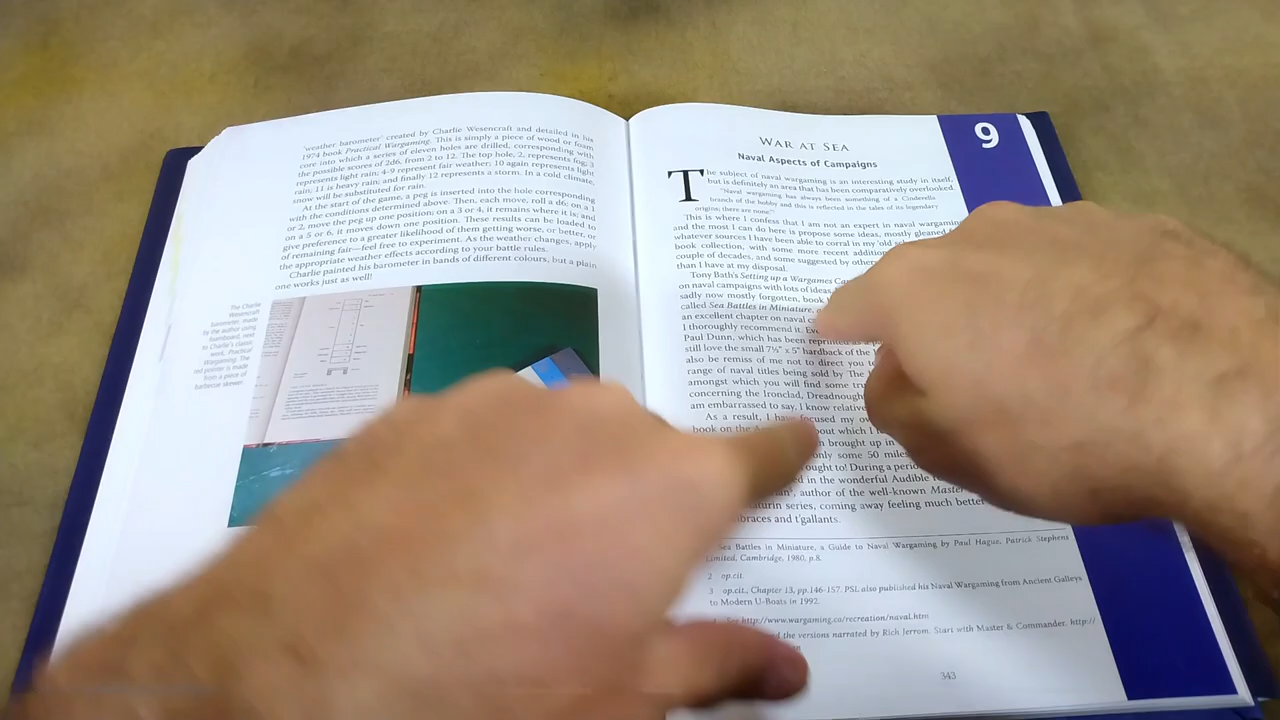 'weather barometer' created by Charlie Wesencraft and detailed in his
1974 book Practical Wargaming. This is simply a piece of wood or foam
core into which a series of eleven holes are drilled, corresponding with
the possible scores of 2d6, from 2 to 12. The top hole, 2, represents fog; 3
represents light rain; 4-9 represent fair weather; 10 again represents light
rain; 11 is heavy rain; and finally 12 represents a storm. In a cold climate,
snow will be substituted for rain.
At the start of the game, a peg is inserted into the hole corresponding
with the conditions determined above. Then, each move, roll a d6: on a 1
or 2, move the peg up one position; on a 3 or 4, it remains where it is; and
on a 5 or 6, it moves down one position. These results can be loaded to
give preference to a greater likelihood of them getting worse, or better, or
of remaining fair—feel free to experiment. As the weather changes, apply
the appropriate weather effects according to your battle rules.
Charlie painted his barometer in bands of different colours, but a plain
one works just as well!
The Charlie
Wesencraft
barometer, made
by the author using
foamboard, next
to Charlie's classic
work, Practical
Wargaming. The
red pointer is made
from a piece of
barbecue skewer.
9
War at Sea
Naval Aspects of Campaigns
The subject of naval wargaming is an interesting study in itself,
but is definitely an area that has been comparatively overlooked.
"Naval wargaming has always been something of a Cinderella
branch of the hobby and this is reflected in the tales of its legendary
origins; there are none."1
This is where I confess that I am not an expert in naval wargaming
and the most I can do here is propose some ideas, mostly gleaned
whatever sources I have been able to corral in my 'old
book collection, with some more recent
couple of decades, and some suggested by
than I have at my disposal.
Tony Bath's Setting up a Wargames
on naval campaigns with lots of ideas
sadly now mostly forgotten, book
called Sea Battles in Miniature,
an excellent chapter on naval
I thoroughly recommend it.
Paul Dunn, which has been reprinted as a
still love the small 7½" x 5" hardback of the
also be remiss of me not to direct you
range of naval titles being sold by The
amongst which you will find some
concerning the Ironclad,
am embarrassed to say, I know
As a result, I have focused my
book on the
brought up in
only some 50
ought to! During a
in the wonderful Audible
author of the well-known Master
series, coming away feeling much better
braces and t'gallants.
Sea Battles in Miniature, a Guide to Naval Wargaming by Paul Hague, Patrick Stephens
Limited, Cambridge, 1980, p.8.
2 op.cit.
3 op.cit., Chapter 13, pp.146-157. PSL also published his Naval Wargaming from Ancient Galleys
to Modern U-Boats in 1992.
See http://www.wargaming.co/recreation/naval.htm
the versions narrated by Rich Jerrom. Start with Master & Commander, http://
343